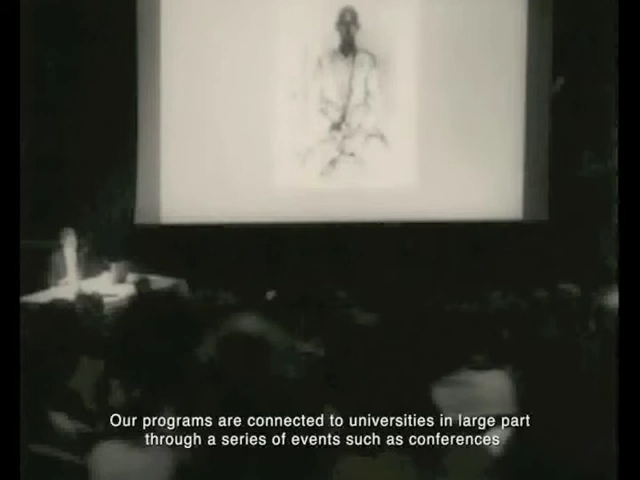 Our programs are connected to universities in large part
through a series of events such as conferences